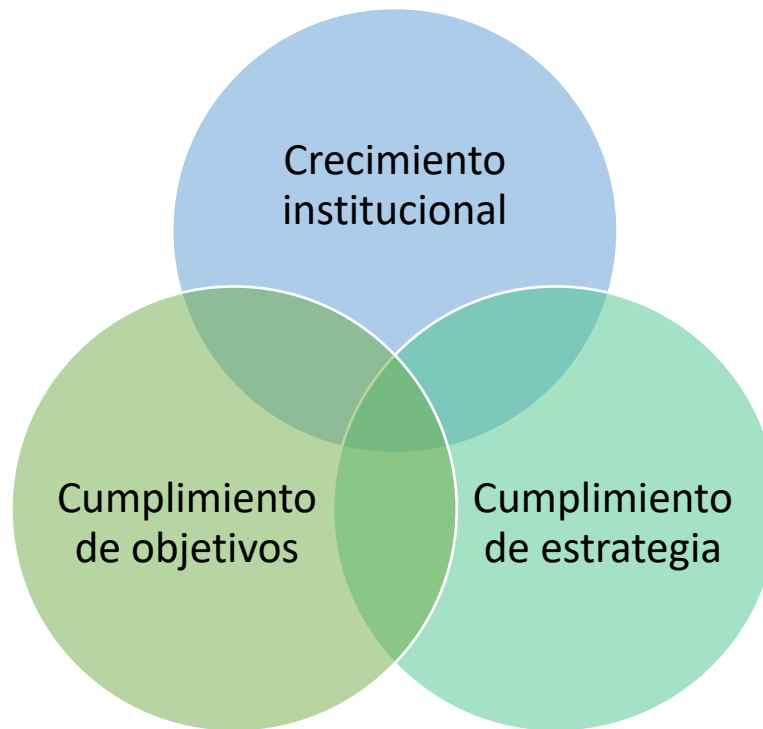 Crecimiento
institucional
Cumplimiento
de objetivos
Cumplimiento
de estrategia